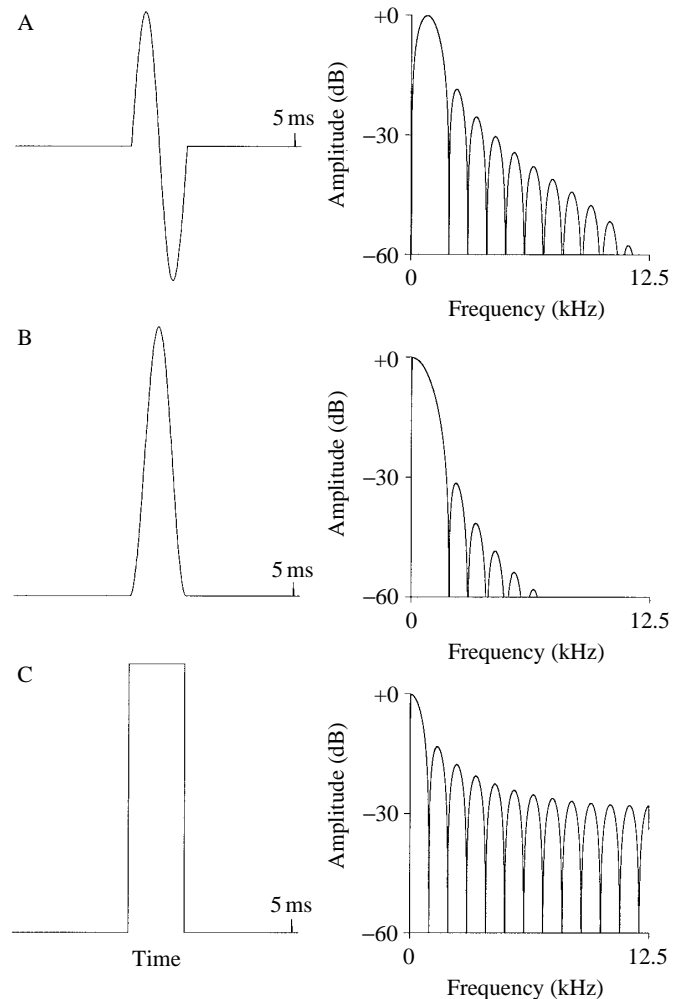 A
5 ms
Amplitude (dB)
+0
−30
−60
0
12.5
Frequency (kHz)
B
5 ms
Amplitude (dB)
+0
−30
−60
0
12.5
Frequency (kHz)
C
5 ms
Time
Amplitude (dB)
+0
−30
−60
0
12.5
Frequency (kHz)